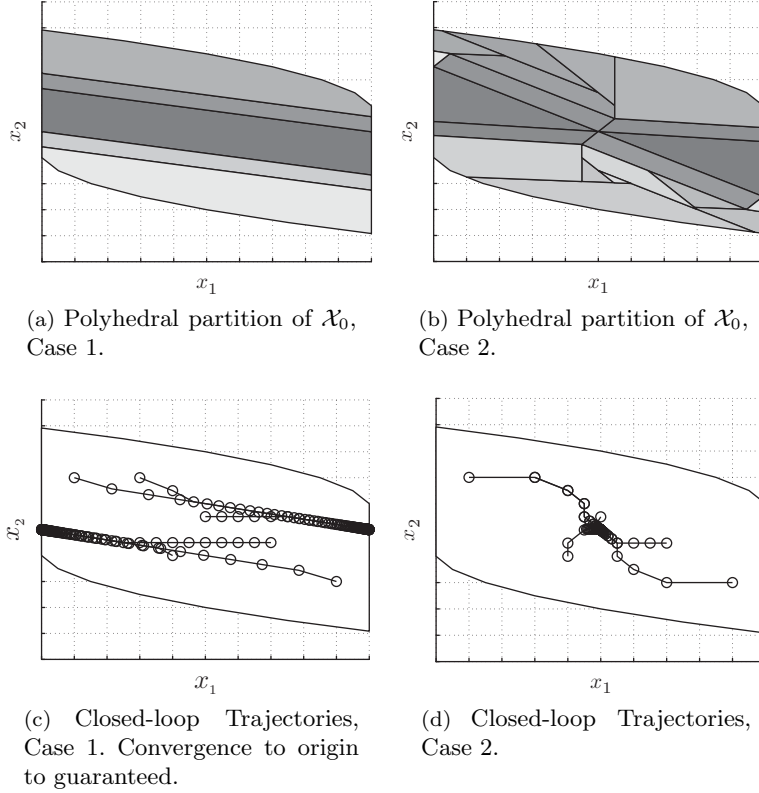 x₂
x₁
(a) Polyhedral partition of 𝒳₀,
Case 1.
x₂
x₁
(b) Polyhedral partition of 𝒳₀,
Case 2.
x₂
x₁
(c) Closed-loop Trajectories,
Case 1. Convergence to origin
to guaranteed.
x₂
x₁
(d) Closed-loop Trajectories,
Case 2.